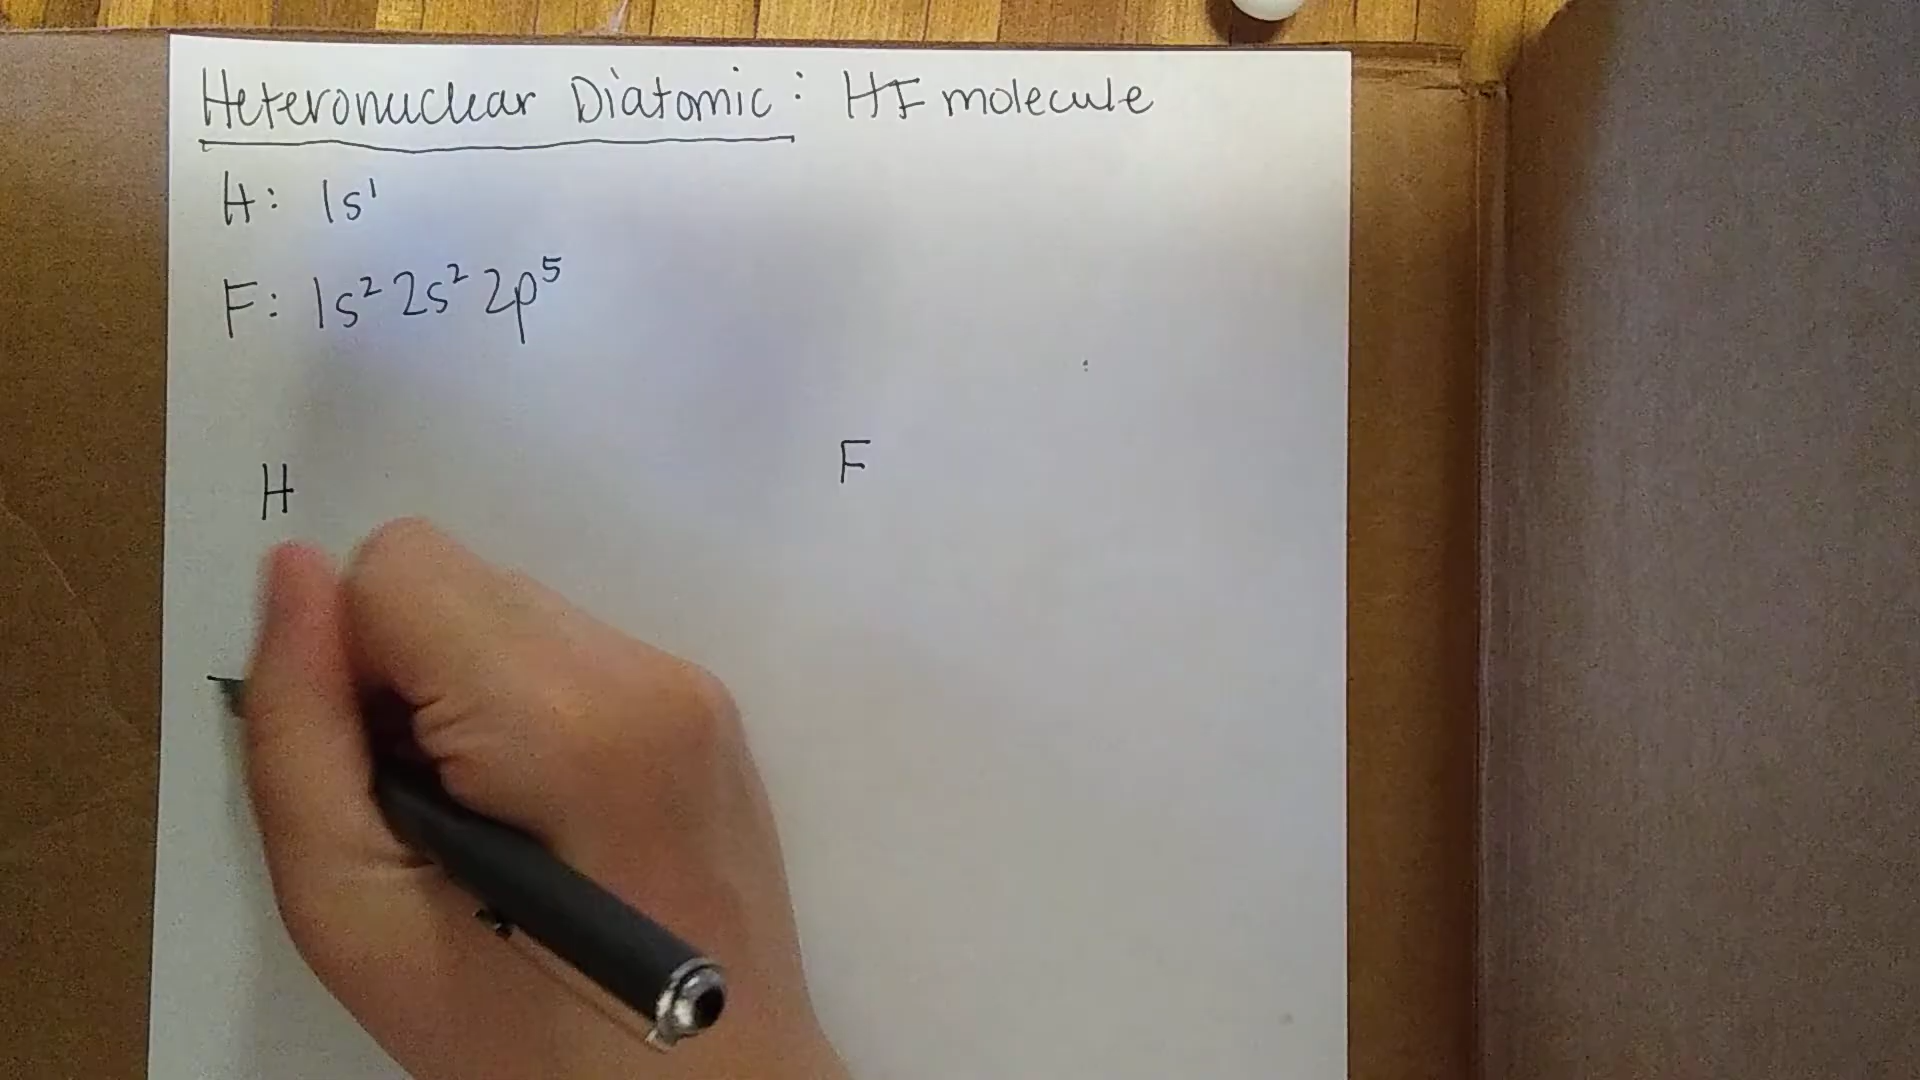 Heteronuclear Diatomic: HF molecule
H: 1s¹
F: 1s² 2s² 2p⁵
H F